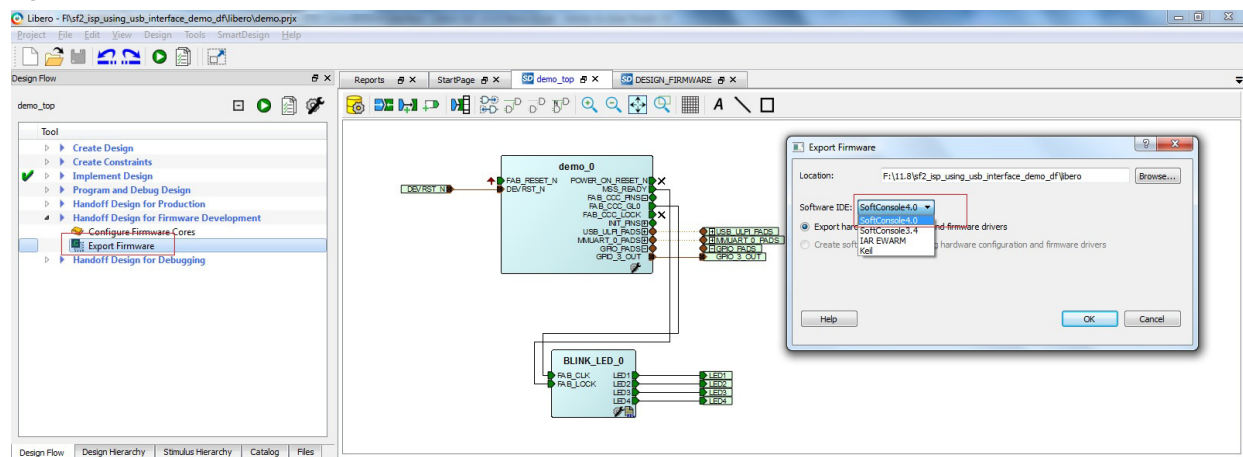 Libero - F\\sf2_isp_using_usb_interface_demo_df\libero\demo.prjx
Project File Edit View Design Tools SmartDesign Help
Design Flow
Reports
StartPage
demo_top
DESIGN_FIRMWARE
demo_top
Tool
Create Design
Create Constraints
Implement Design
Program and Debug Design
Handoff Design for Production
Handoff Design for Firmware Development
Configure Firmware Cores
Export Firmware
Handoff Design for Debugging
demo_0
DEVRST_N
FAB_RESET_N
DEVRST_N
POWER_ON_RESET_N
MSS_READY
FAB_CCC_PINS
FAB_CCC_GL0
FAB_CCC_LOCK
INIT_PINS
USB_ULPI_PADS
MMUART_0_PADS
GPIO_PADS
GPIO_3_OUT
USB_ULPI_PADS
MMUART_0_PADS
GPIO_PADS
GPIO_3_OUT
BLINK_LED_0
FAB_CLK
FAB_LOCK
LED1
LED2
LED3
LED4
LED1
LED2
LED3
LED4
Export Firmware
Location:
F:\11.8\sf2_isp_using_usb_interface_demo_df\libero
Browse...
Software IDE:
SoftConsole4.0
SoftConsole4.0
SoftConsole3.4
IAR EWARM
Keil
Export
and firmware drivers
Create
hardware configuration and firmware drivers
Help
OK
Cancel
Design Flow
Design Hierarchy
Stimulus Hierarchy
Catalog
Files